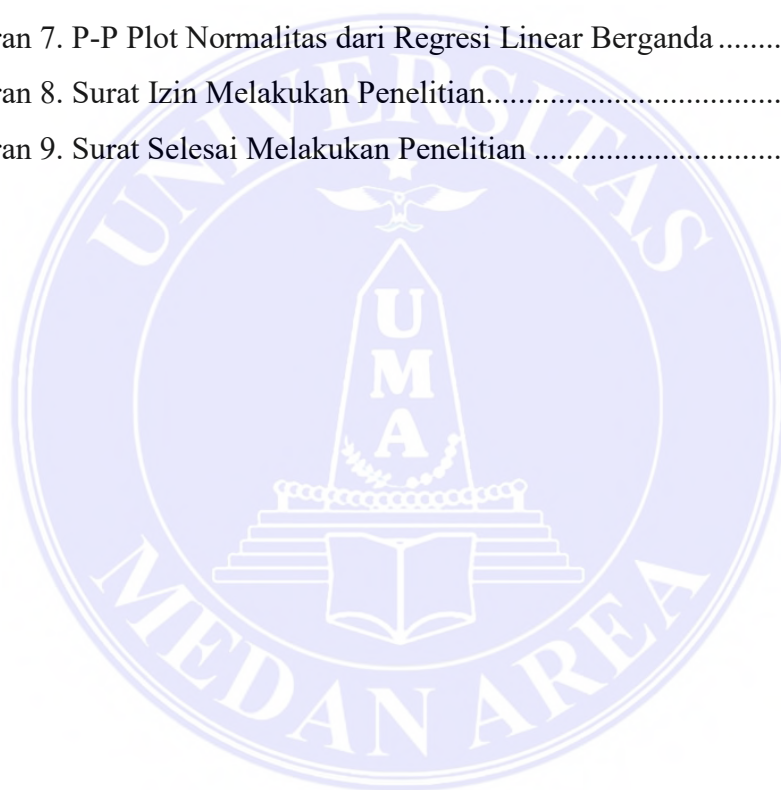 ran 7. P-P Plot Normalitas dari Regresi Linear Berganda ........
ran 8. Surat Izin Melakukan Penelitian................................
ran 9. Surat Selesai Melakukan Penelitian ............................
UNIVERSITAS
U
M
A
MEDAN AREA